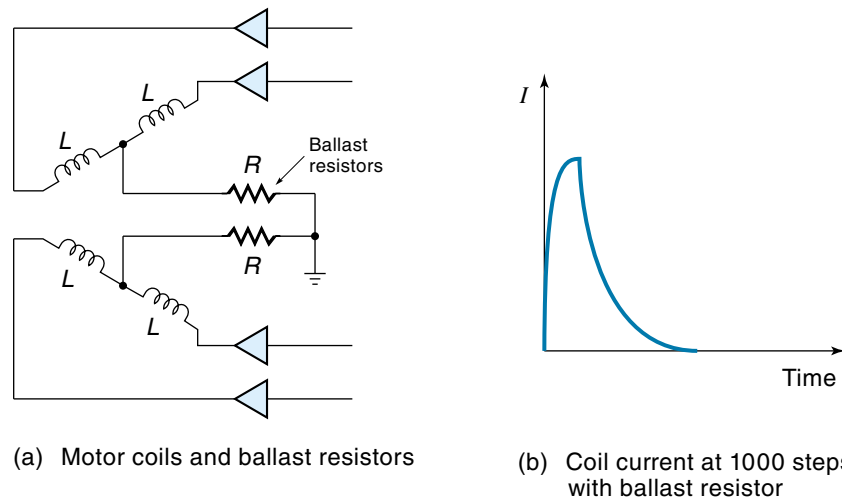 L
L
Ballast
resistors
R
R
L
L
(a) Motor coils and ballast resistors
I
Time
(b) Coil current at 1000 steps
with ballast resistor